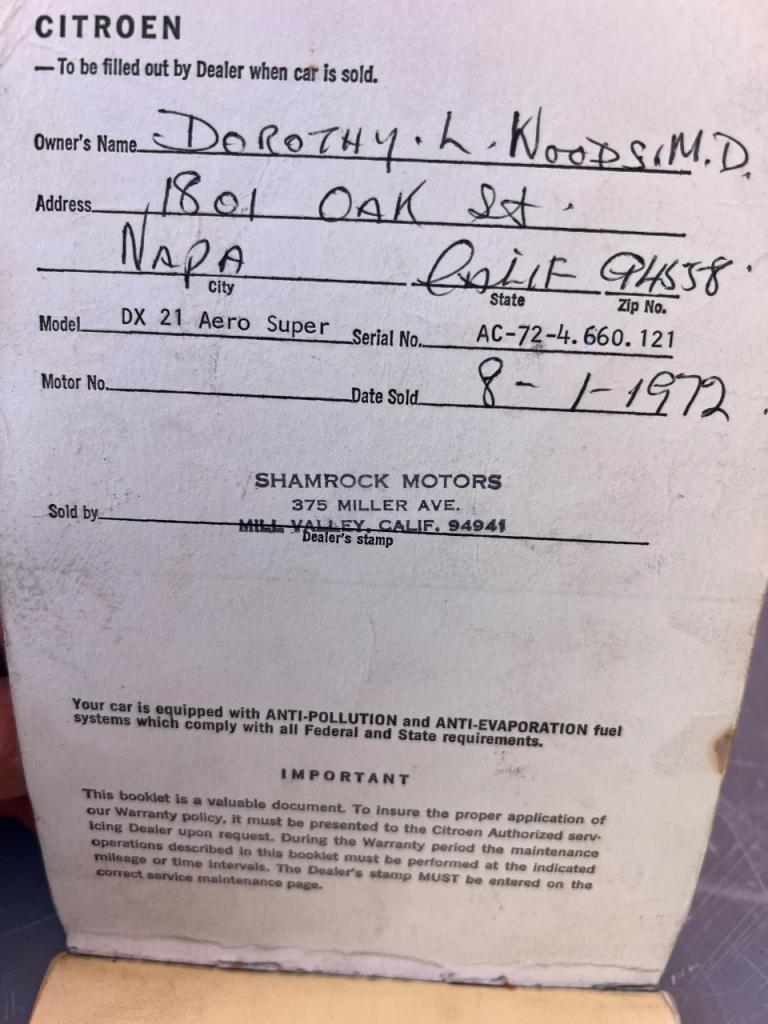 CITROEN
—To be filled out by Dealer when car is sold.
Owner's Name DOROTHY. L. WOODS, M.D.
Address 1801 OAK St.
NAPA CALIF 94558
City State Zip No.
Model DX 21 Aero Super Serial No. AC-72-4.660.121
Motor No. Date Sold 8-1-1972
SHAMROCK MOTORS
375 MILLER AVE.
Sold by MILL VALLEY, CALIF. 94941
Dealer's stamp
Your car is equipped with ANTI-POLLUTION and ANTI-EVAPORATION fuel
systems which comply with all Federal and State requirements.
IMPORTANT
This booklet is a valuable document. To insure the proper application of
our Warranty policy, it must be presented to the Citroen Authorized serv-
icing Dealer upon request. During the Warranty period the maintenance
operations described in this booklet must be performed at the indicated
mileage or time intervals. The Dealer's stamp MUST be entered on the
correct service maintenance page.